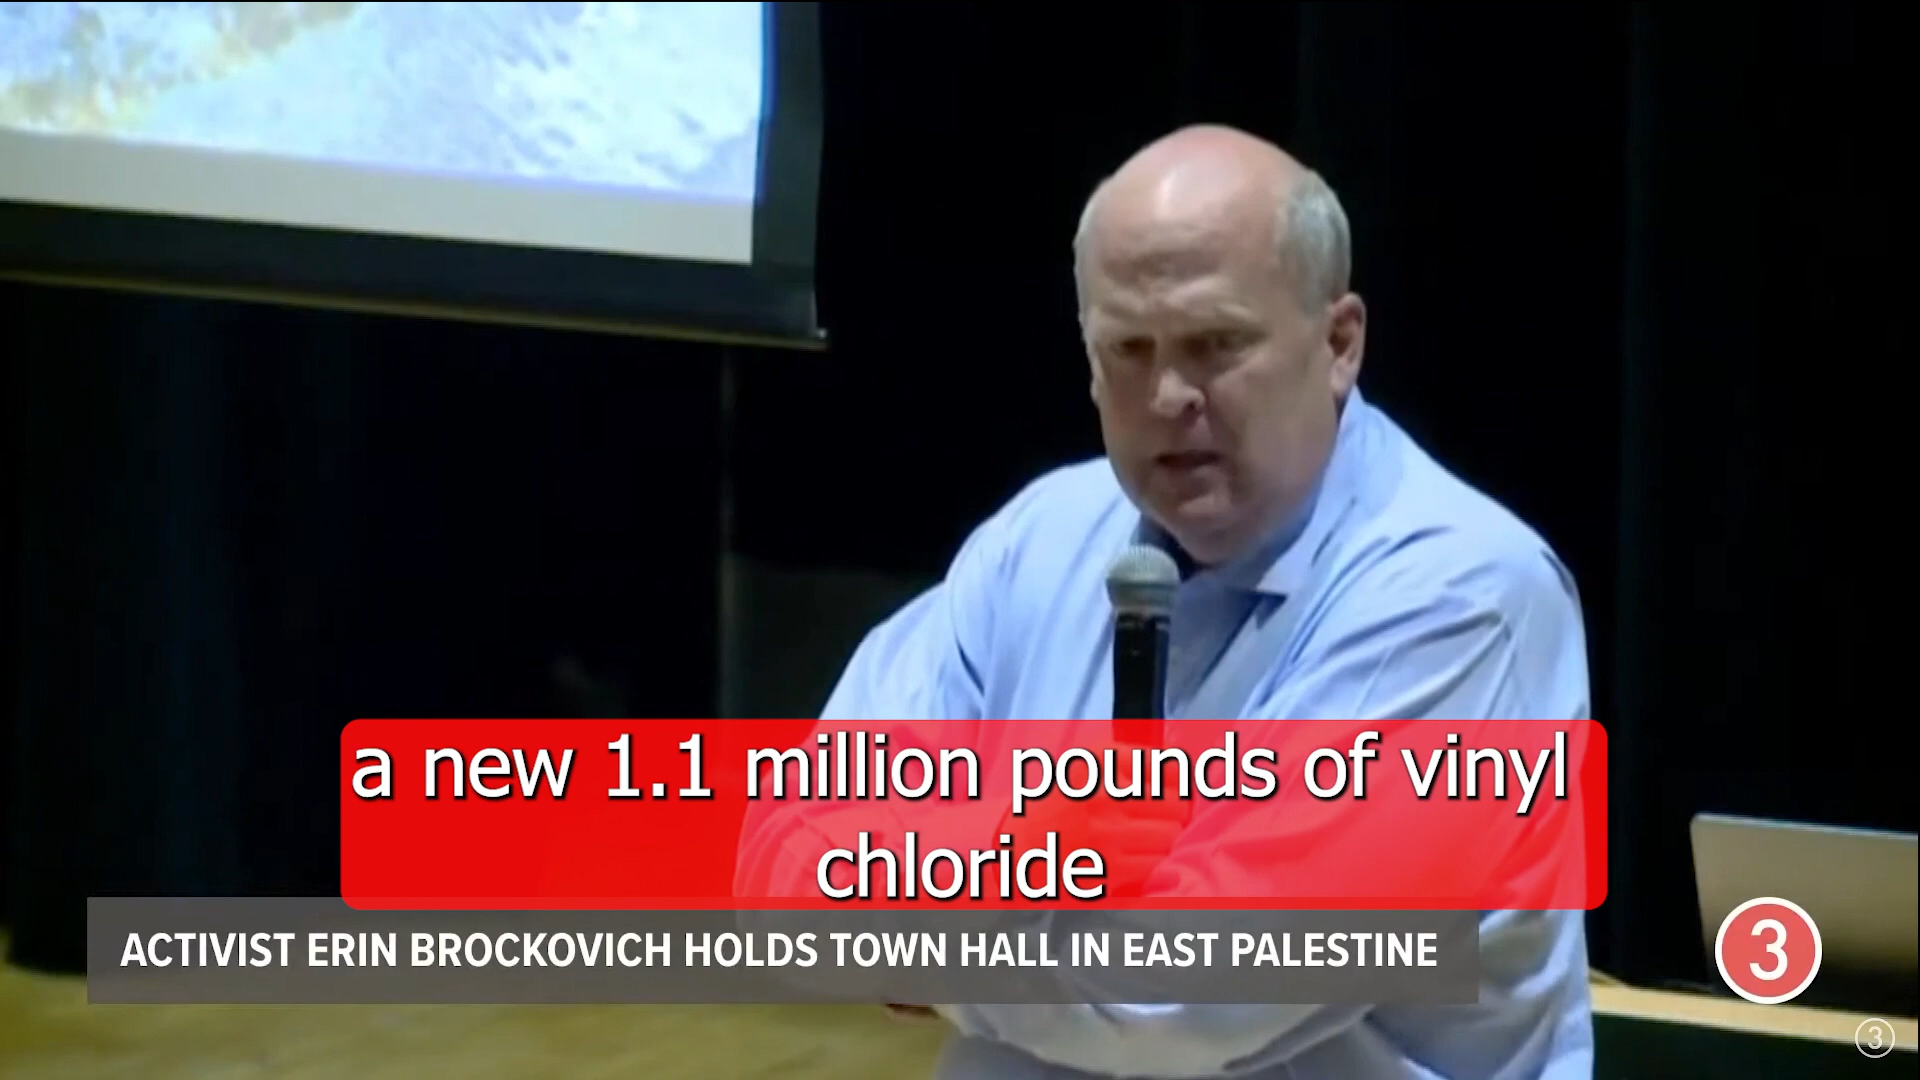 a new 1.1 million pounds of vinyl
chloride
ACTIVIST ERIN BROCKOVICH HOLDS TOWN HALL IN EAST PALESTINE
3
3